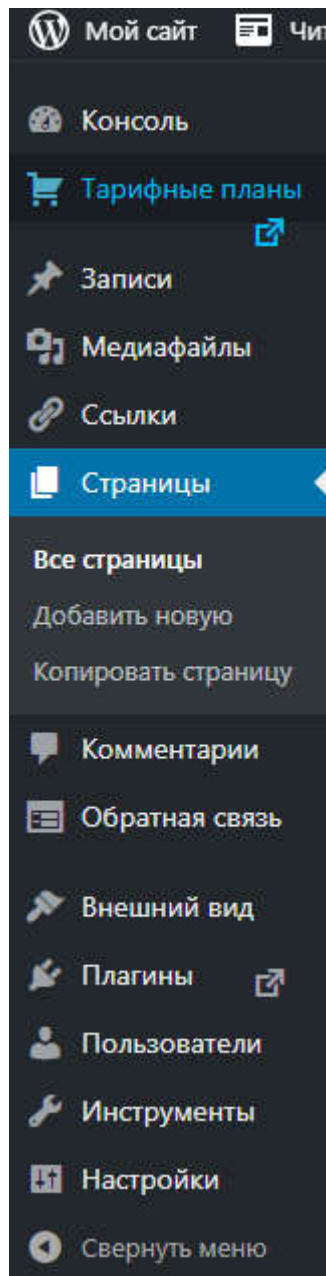 Мой сайт Чит
Консоль
Тарифные планы
Записи
Медиафайлы
Ссылки
Страницы
Все страницы
Добавить новую
Копировать страницу
Комментарии
Обратная связь
Внешний вид
Плагины
Пользователи
Инструменты
Настройки
Свернуть меню